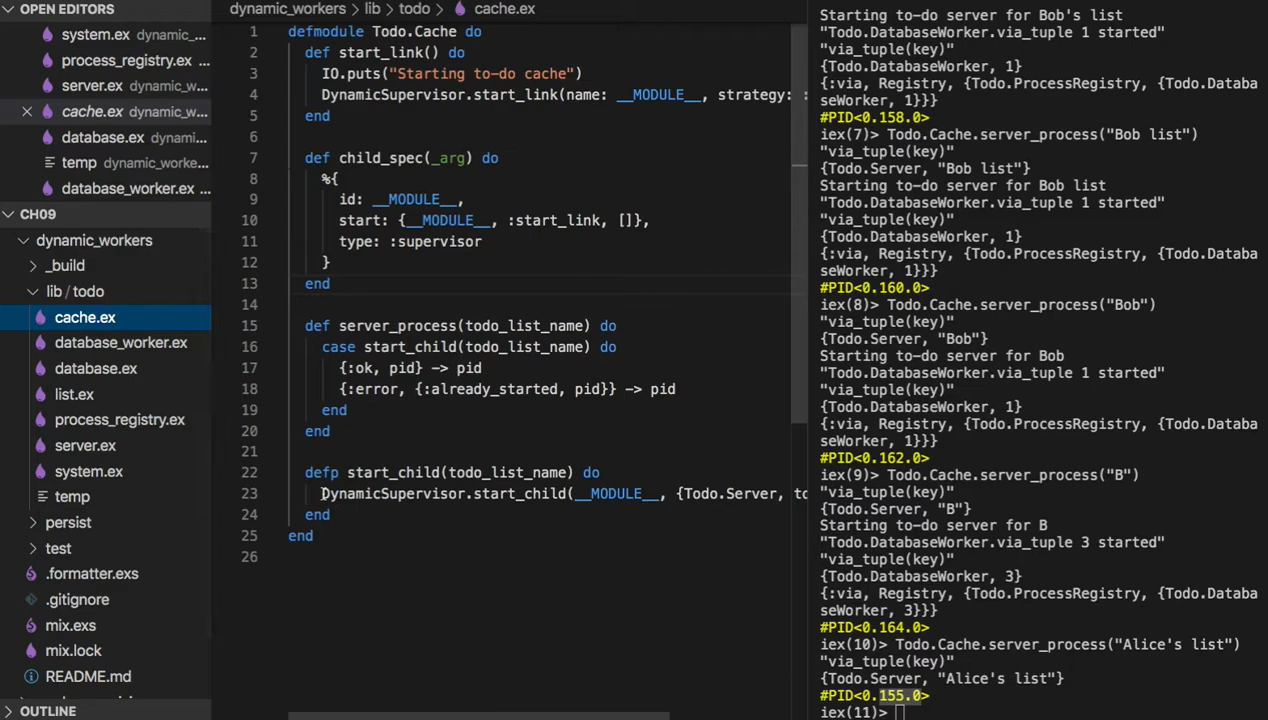 OPEN EDITORS
system.ex dynamic_...
process_registry.ex ...
server.ex dynamic_w...
cache.ex dynamic_w...
database.ex dynami...
temp dynamic_worke...
database_worker.ex ...
CH09
dynamic_workers
_build
lib / todo
cache.ex
database_worker.ex
database.ex
list.ex
process_registry.ex
server.ex
system.ex
temp
persist
test
.formatter.exs
.gitignore
mix.exs
mix.lock
README.md
OUTLINE
dynamic_workers > lib > todo > cache.ex
1 defmodule Todo.Cache do
2 def start_link() do
3 IO.puts("Starting to-do cache")
4 DynamicSupervisor.start_link(name: __MODULE__, strategy: :
5 end
6
7 def child_spec(_arg) do
8 %{
9 id: __MODULE__,
10 start: {__MODULE__, :start_link, []},
11 type: :supervisor
12 }
13 end
14
15 def server_process(todo_list_name) do
16 case start_child(todo_list_name) do
17 {:ok, pid} -> pid
18 {:error, {:already_started, pid}} -> pid
19 end
20 end
21
22 defp start_child(todo_list_name) do
23 DynamicSupervisor.start_child(__MODULE__, {Todo.Server, to
24 end
25 end
26
Starting to-do server for Bob's list
"Todo.DatabaseWorker.via_tuple 1 started"
"via_tuple(key)"
{Todo.DatabaseWorker, 1}
{:via, Registry, {Todo.ProcessRegistry, {Todo.Databa
seWorker, 1}}}
#PID<0.158.0>
iex(7)> Todo.Cache.server_process("Bob list")
"via_tuple(key)"
{Todo.Server, "Bob list"}
Starting to-do server for Bob list
"Todo.DatabaseWorker.via_tuple 1 started"
"via_tuple(key)"
{Todo.DatabaseWorker, 1}
{:via, Registry, {Todo.ProcessRegistry, {Todo.Databa
seWorker, 1}}}
#PID<0.160.0>
iex(8)> Todo.Cache.server_process("Bob")
"via_tuple(key)"
{Todo.Server, "Bob"}
Starting to-do server for Bob
"Todo.DatabaseWorker.via_tuple 1 started"
"via_tuple(key)"
{Todo.DatabaseWorker, 1}
{:via, Registry, {Todo.ProcessRegistry, {Todo.Databa
seWorker, 1}}}
#PID<0.162.0>
iex(9)> Todo.Cache.server_process("B")
"via_tuple(key)"
{Todo.Server, "B"}
Starting to-do server for B
"Todo.DatabaseWorker.via_tuple 3 started"
"via_tuple(key)"
{Todo.DatabaseWorker, 3}
{:via, Registry, {Todo.ProcessRegistry, {Todo.Databa
seWorker, 3}}}
#PID<0.164.0>
iex(10)> Todo.Cache.server_process("Alice's list")
"via_tuple(key)"
{Todo.Server, "Alice's list"}
#PID<0.155.0>
iex(11)>